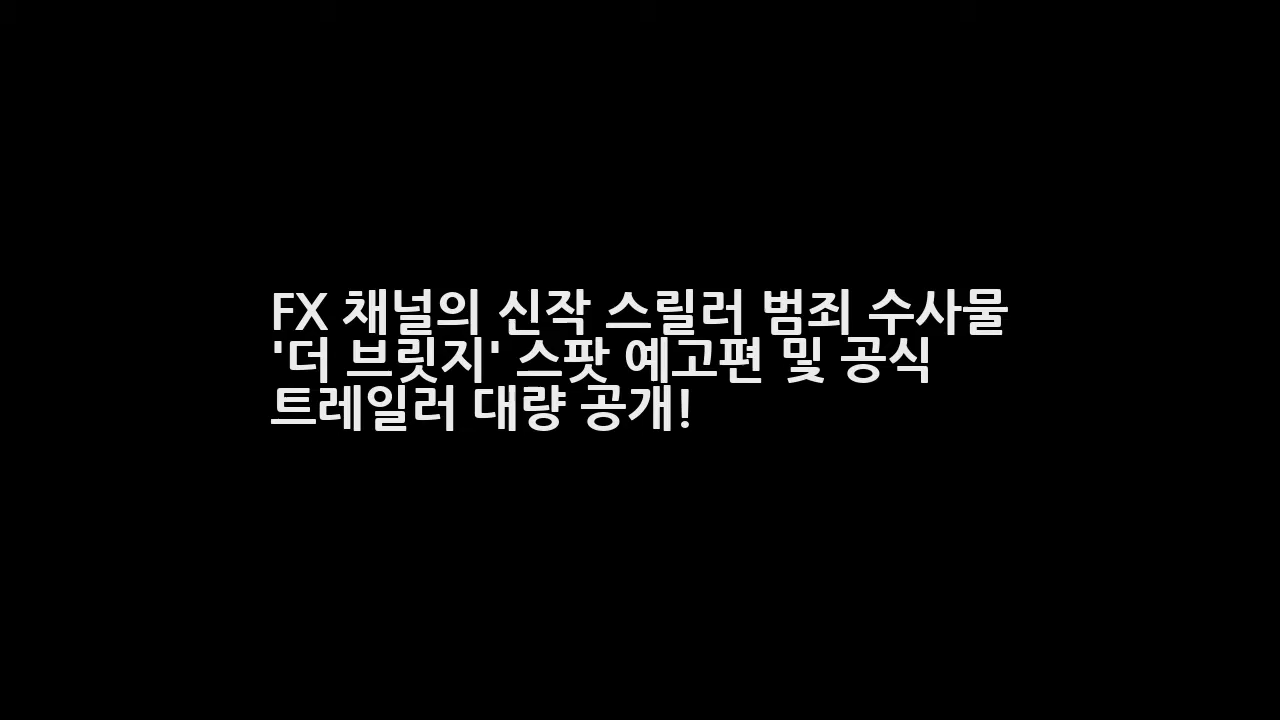 FX 채널의 신작 스릴러 범죄 수사물
'더 브릿지' 스팟 예고편 및 공식
트레일러 대량 공개!